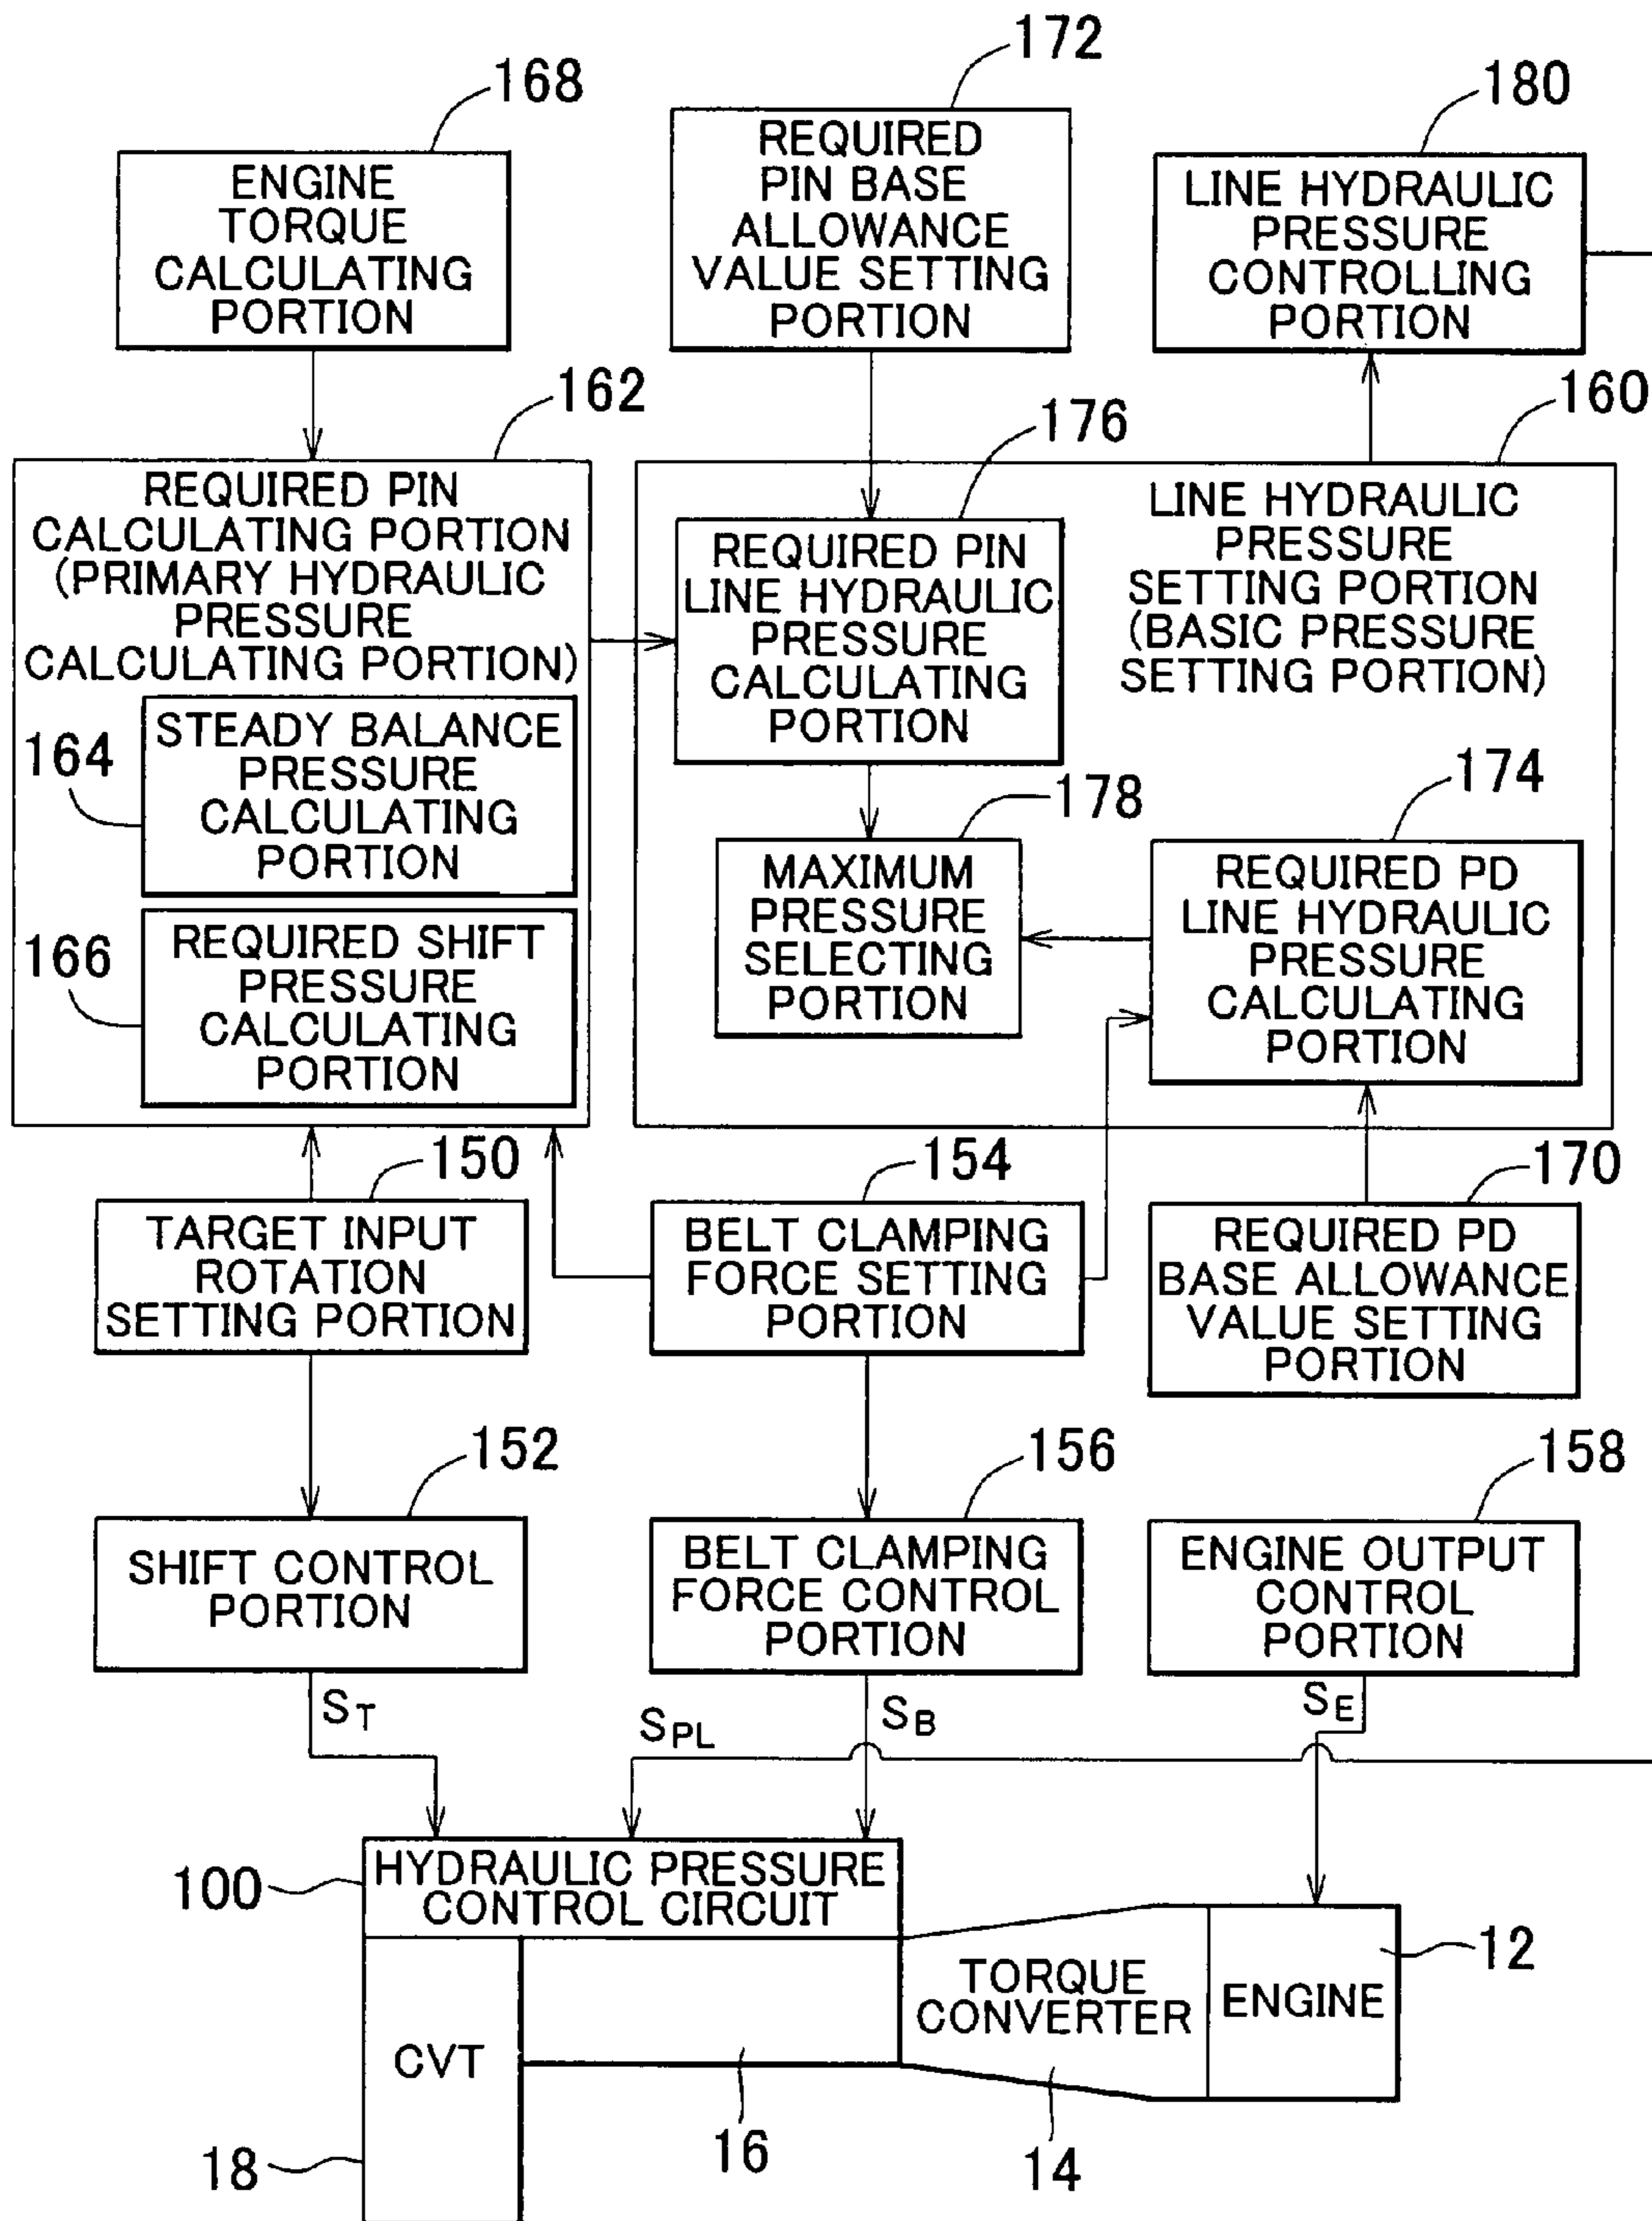 172
168
180
ENGINE
TORQUE
CALCULATING
PORTION
REQUIRED
PIN BASE
ALLOWANCE
VALUE SETTING
PORTION
LINE HYDRAULIC
PRESSURE
CONTROLLING
PORTION
162
176
160
REQUIRED PIN
CALCULATING PORTION
(PRIMARY HYDRAULIC
PRESSURE
CALCULATING PORTION)
REQUIRED PIN
LINE HYDRAULIC
PRESSURE
CALCULATING
PORTION
LINE HYDRAULIC
PRESSURE
SETTING PORTION
(BASIC PRESSURE
SETTING PORTION)
164
STEADY BALANCE
PRESSURE
CALCULATING
PORTION
178
174
166
REQUIRED SHIFT
PRESSURE
CALCULATING
PORTION
MAXIMUM
PRESSURE
SELECTING
PORTION
REQUIRED PD
LINE HYDRAULIC
PRESSURE
CALCULATING
PORTION
150
154
170
TARGET INPUT
ROTATION
SETTING PORTION
BELT CLAMPING
FORCE SETTING
PORTION
REQUIRED PD
BASE ALLOWANCE
VALUE SETTING
PORTION
152
156
158
SHIFT CONTROL
PORTION
BELT CLAMPING
FORCE CONTROL
PORTION
ENGINE OUTPUT
CONTROL
PORTION
ST
SPL
SB
SE
100
HYDRAULIC PRESSURE
CONTROL CIRCUIT
12
TORQUE
CONVERTER
ENGINE
CVT
16
14
18